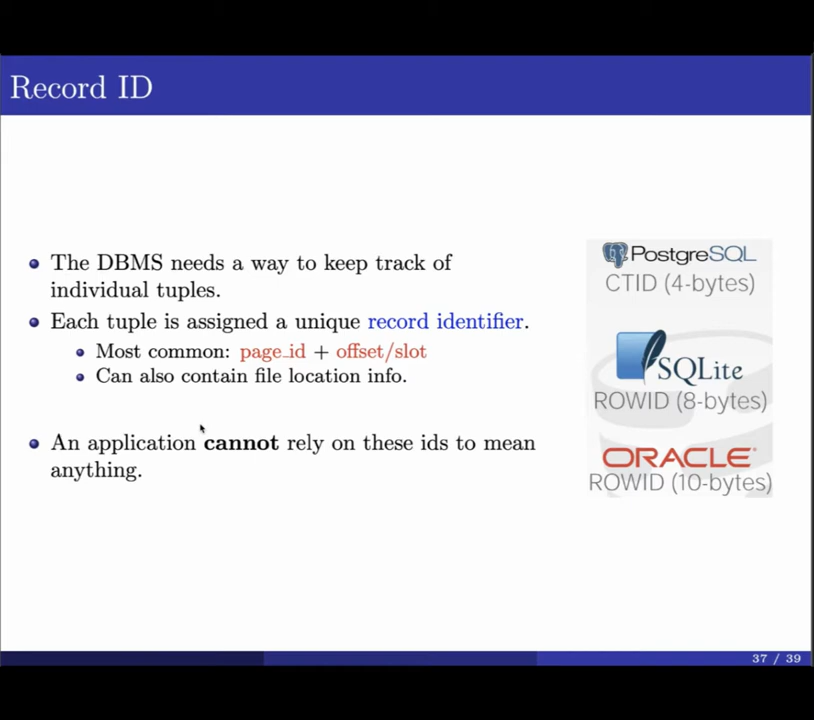 Record ID
The DBMS needs a way to keep track of
individual tuples.
Each tuple is assigned a unique record identifier.
Most common: page_id + offset/slot
Can also contain file location info.
An application cannot rely on these ids to mean
anything.
PostgreSQL
CTID (4-bytes)
SQLite
ROWID (8-bytes)
ORACLE
ROWID (10-bytes)
37 / 39